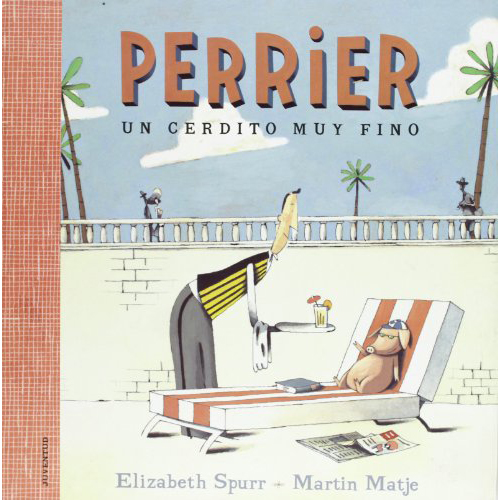 PERRiER
UN CERDITO MUY FINO
JUVENTUD
Elizabeth Spurr + Martin Matje